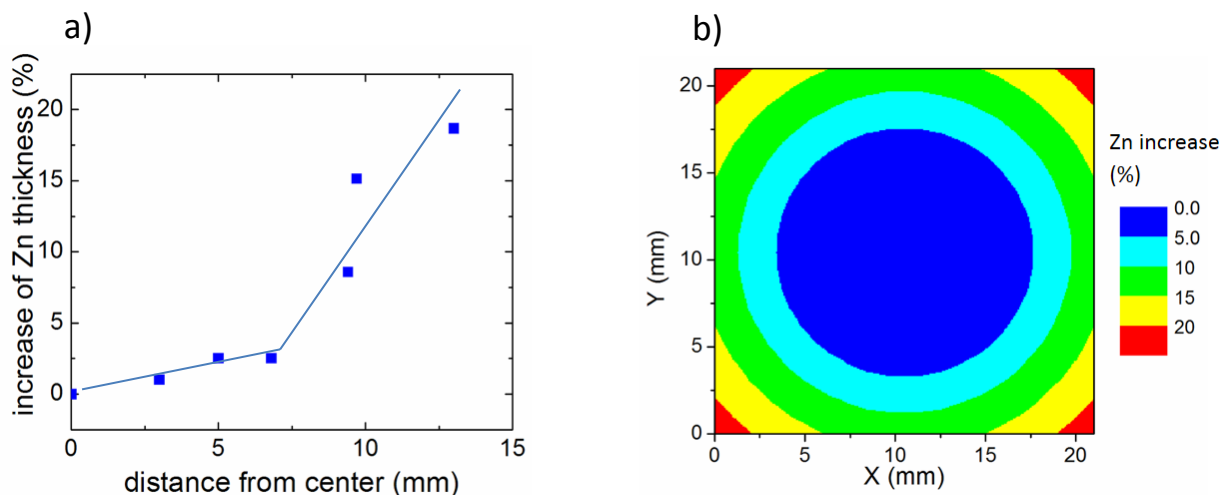 a)
increase of Zn thickness (%)
20
15
10
5
0
0 5 10 15
distance from center (mm)
b)
Y (mm)
20
15
10
5
0
0 5 10 15 20
X (mm)
Zn increase
(%)
0.0
5.0
10
15
20